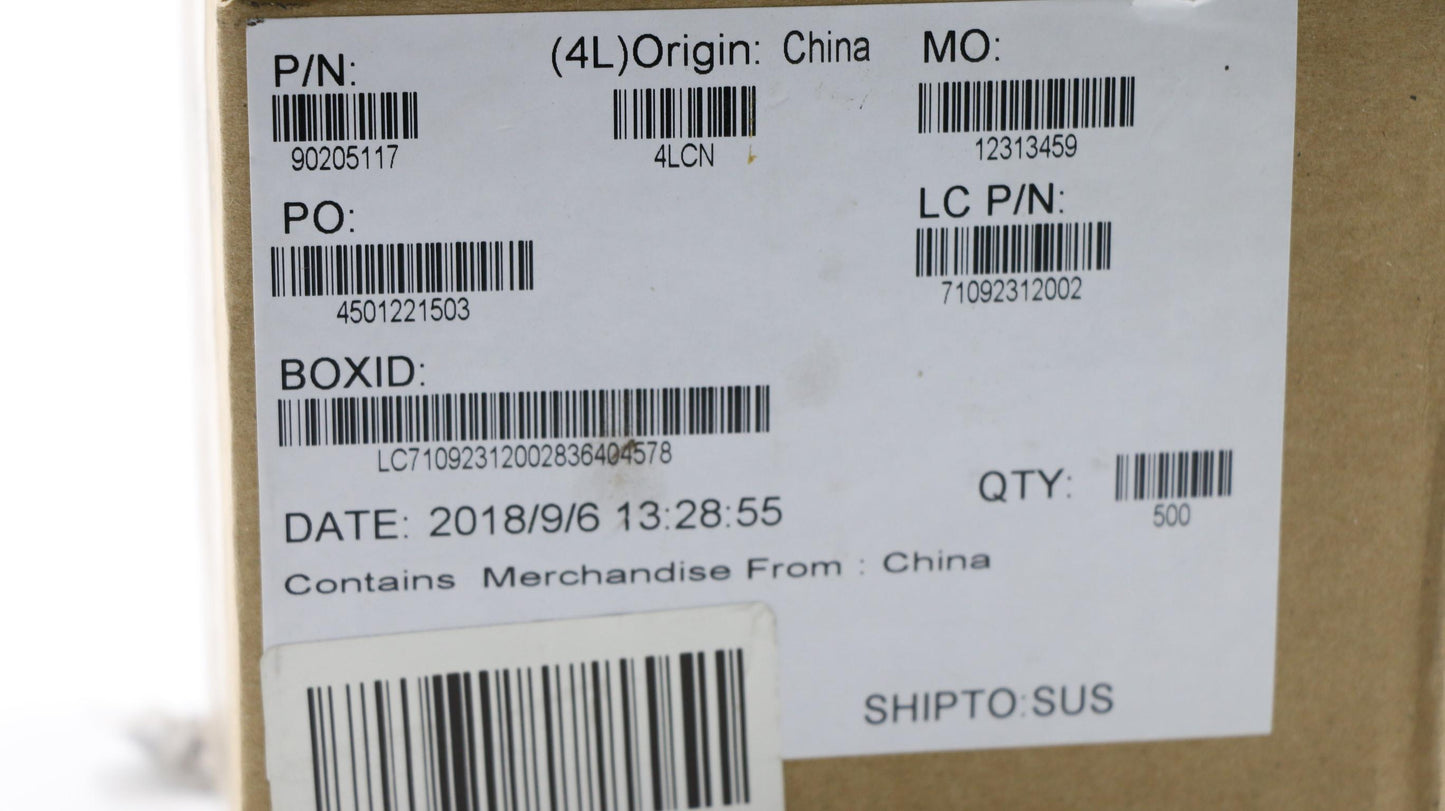 P/N:
90205117
(4L)Origin: China
4LCN
MO:
12313459
PO:
4501221503
LC P/N:
71092312002
BOXID:
LC71092312002836404578
QTY:
500
DATE: 2018/9/6 13:28:55
Contains Merchandise From : China
SHIPTO:SUS